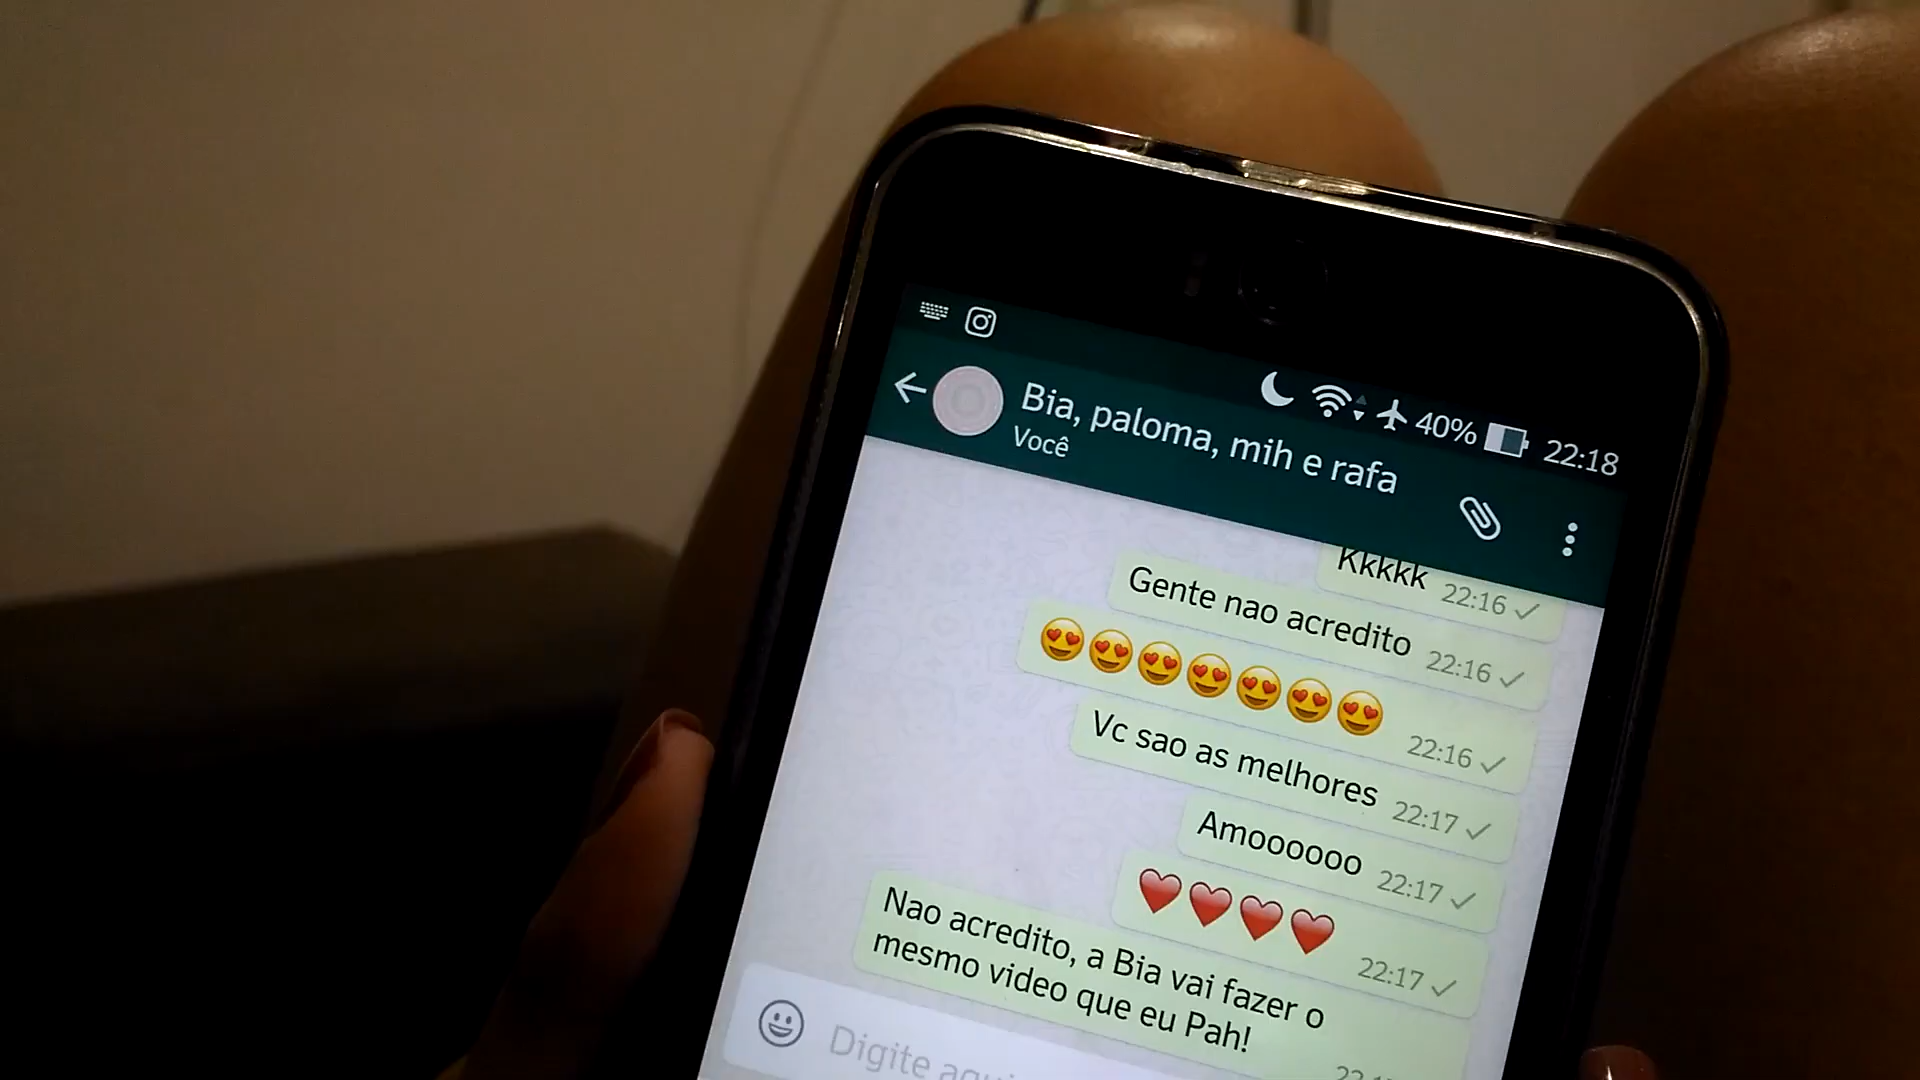 40% 22:18
Bia, paloma, mih e rafa
Você
Kkkkk 22:16
Gente nao acredito 22:16
😍😍😍😍😍😍😍 22:16
Vc sao as melhores 22:17
Amoooooo 22:17
❤❤❤❤ 22:17
Nao acredito, a Bia vai fazer o
mesmo video que eu Pah!
Digite